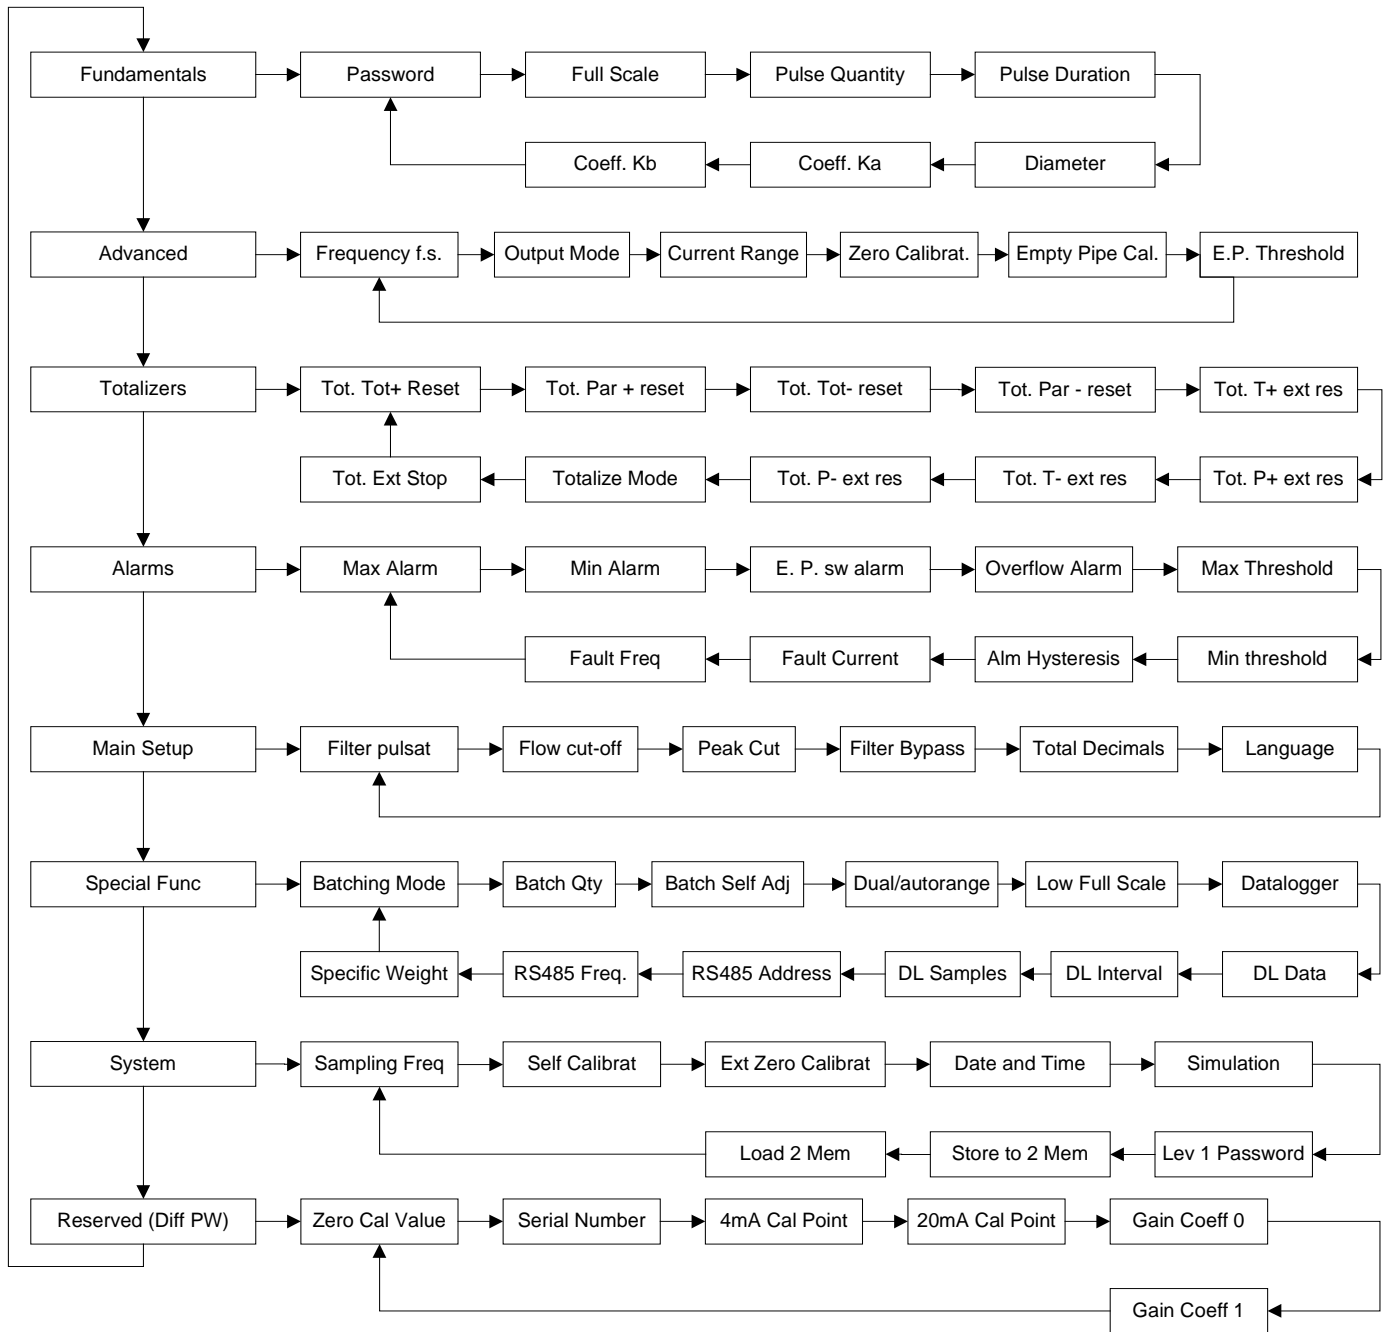 Fundamentals
Password
Full Scale
Pulse Quantity
Pulse Duration
Coeff. Kb
Coeff. Ka
Diameter
Advanced
Frequency f.s.
Output Mode
Current Range
Zero Calibrat.
Empty Pipe Cal.
E.P. Threshold
Totalizers
Tot. Tot+ Reset
Tot. Par + reset
Tot. Tot- reset
Tot. Par - reset
Tot. T+ ext res
Tot. Ext Stop
Totalize Mode
Tot. P- ext res
Tot. T- ext res
Tot. P+ ext res
Alarms
Max Alarm
Min Alarm
E. P. sw alarm
Overflow Alarm
Max Threshold
Fault Freq
Fault Current
Alm Hysteresis
Min threshold
Main Setup
Filter pulsat
Flow cut-off
Peak Cut
Filter Bypass
Total Decimals
Language
Special Func
Batching Mode
Batch Qty
Batch Self Adj
Dual/autorange
Low Full Scale
Datalogger
Specific Weight
RS485 Freq.
RS485 Address
DL Samples
DL Interval
DL Data
System
Sampling Freq
Self Calibrat
Ext Zero Calibrat
Date and Time
Simulation
Load 2 Mem
Store to 2 Mem
Lev 1 Password
Reserved (Diff PW)
Zero Cal Value
Serial Number
4mA Cal Point
20mA Cal Point
Gain Coeff 0
Gain Coeff 1